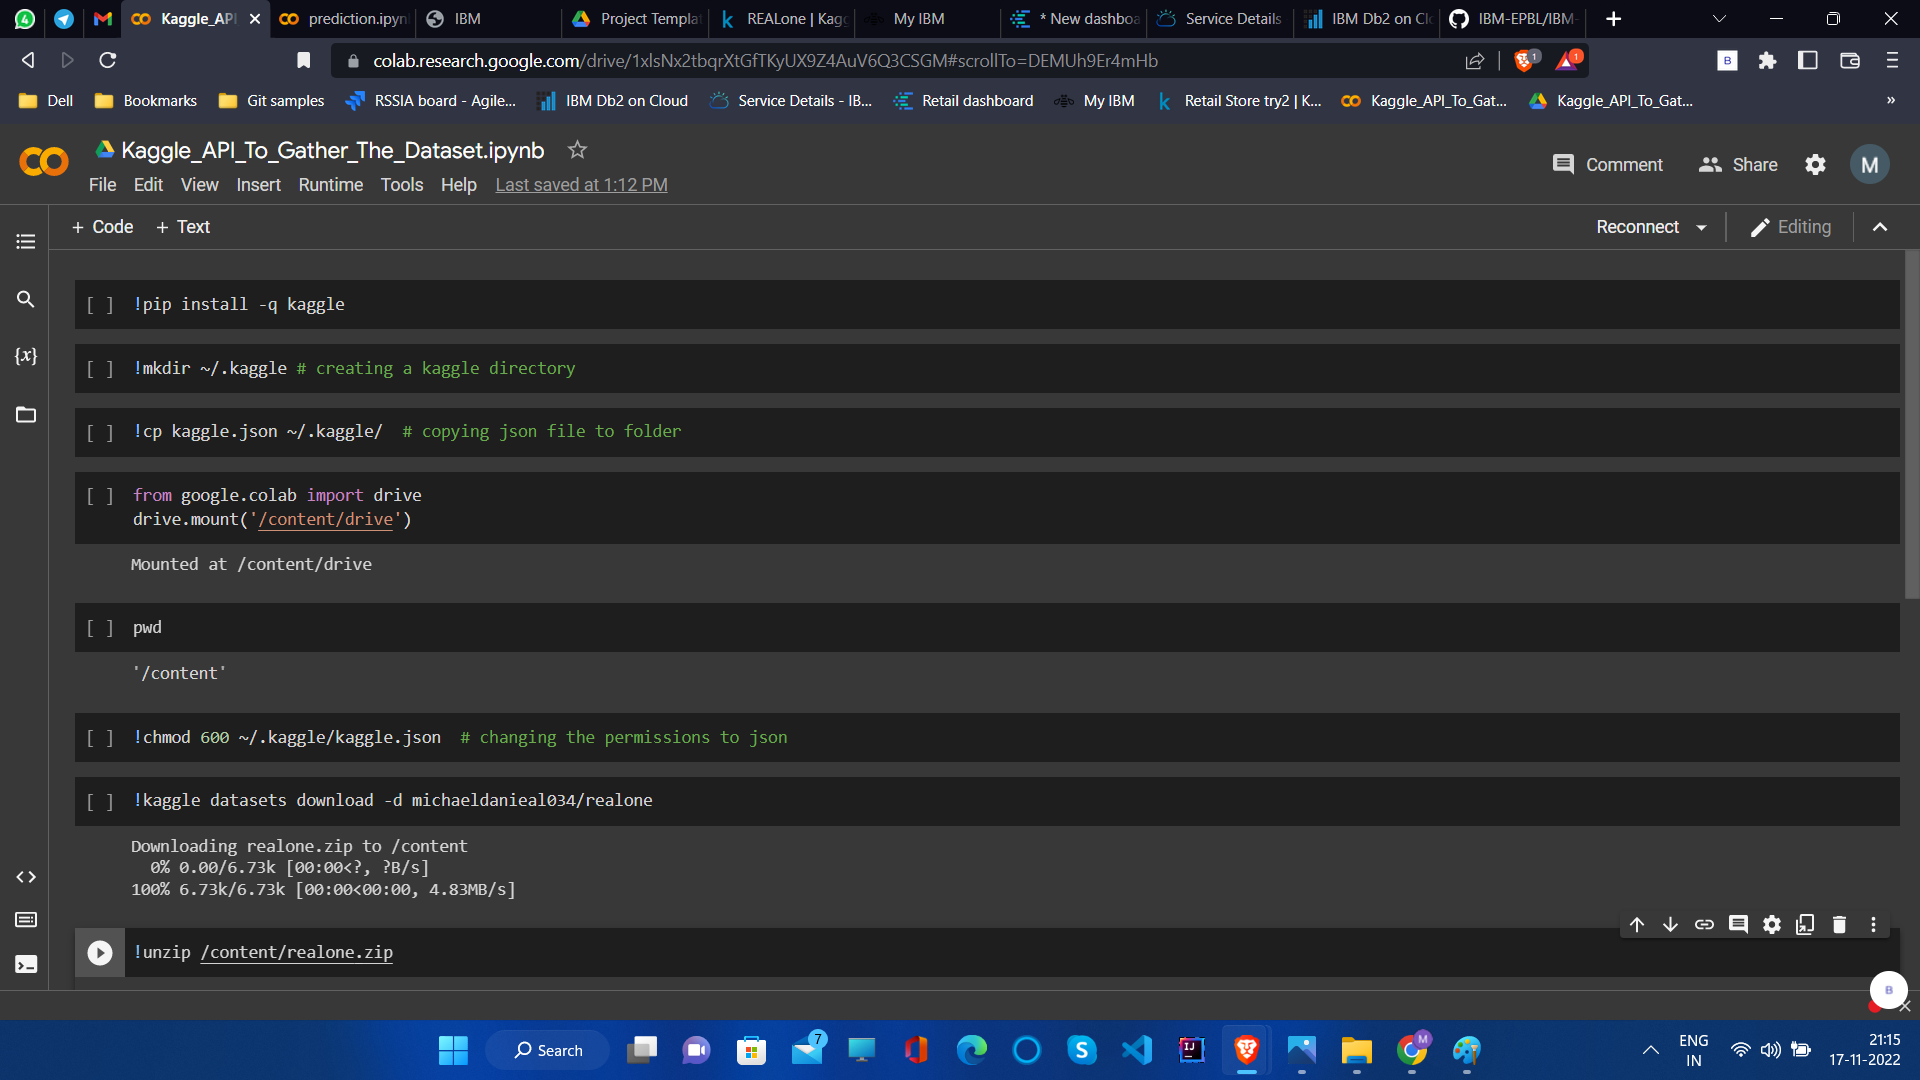 4
Kaggle_API
prediction.ipyn
IBM
Project Templa
REALone | Kagg
My IBM
* New dashboa
Service Details
IBM Db2 on Cl
IBM-EPBL/IBM-
colab.research.google.com/drive/1xlsNx2tbqrXtGfTKyUX9Z4AuV6Q3CSGM#scrollTo=DEMUh9Er4mHb
1
1
B
Dell
Bookmarks
Git samples
RSSIA board - Agile...
IBM Db2 on Cloud
Service Details - IB...
Retail dashboard
My IBM
Retail Store try2 | K...
Kaggle_API_To_Gat...
Kaggle_API_To_Gat...
»
Kaggle_API_To_Gather_The_Dataset.ipynb
Comment
Share
M
File Edit View Insert Runtime Tools Help Last saved at 1:12 PM
+ Code + Text
Reconnect
Editing
{x}
[ ] !pip install -q kaggle
[ ] !mkdir ~/.kaggle # creating a kaggle directory
[ ] !cp kaggle.json ~/.kaggle/  # copying json file to folder
[ ] from google.colab import drive
drive.mount('/content/drive')
Mounted at /content/drive
[ ] pwd
'/content'
[ ] !chmod 600 ~/.kaggle/kaggle.json  # changing the permissions to json
[ ] !kaggle datasets download -d michaeldanieal034/realone
Downloading realone.zip to /content
0% 0.00/6.73k [00:00<?, ?B/s]
100% 6.73k/6.73k [00:00<00:00, 4.83MB/s]
!unzip /content/realone.zip
B
Search
7
S
IJ
M
ENG
IN
21:15
17-11-2022